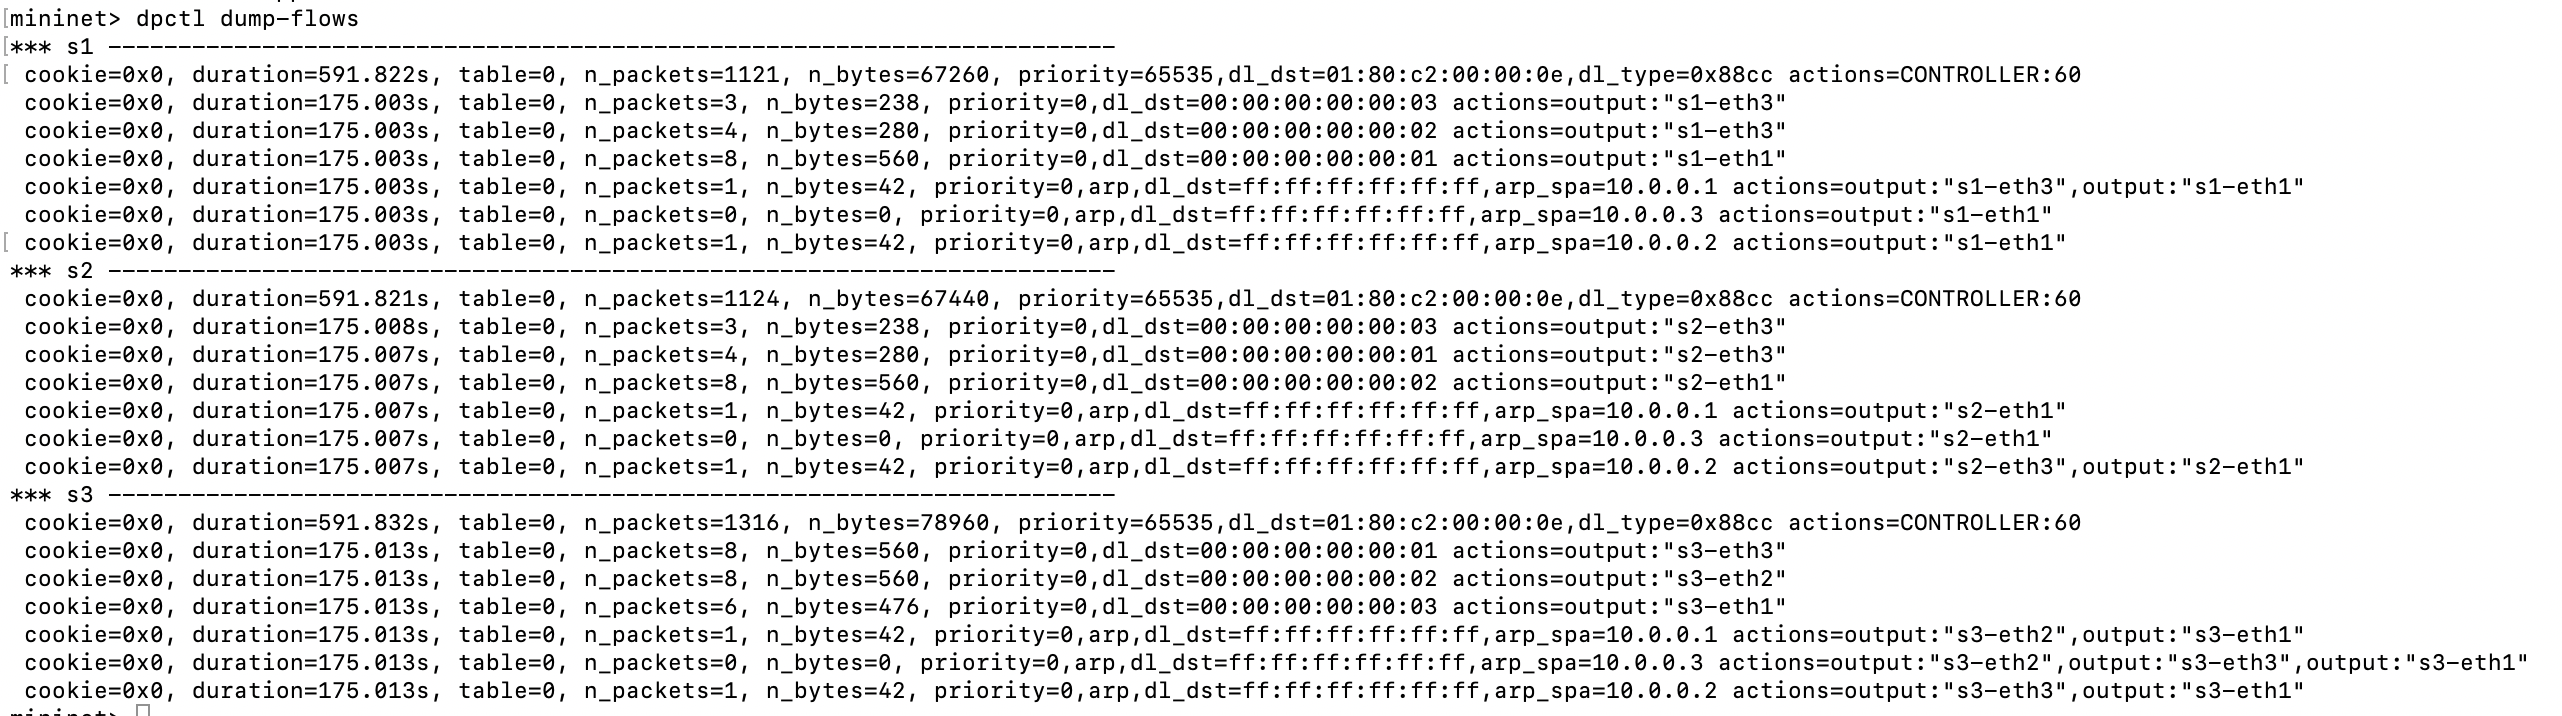 mininet> dpctl dump-flows
*** s1 ------------------------------------------------------------------------
 cookie=0x0, duration=591.822s, table=0, n_packets=1121, n_bytes=67260, priority=65535,dl_dst=01:80:c2:00:00:0e,dl_type=0x88cc actions=CONTROLLER:60
 cookie=0x0, duration=175.003s, table=0, n_packets=3, n_bytes=238, priority=0,dl_dst=00:00:00:00:00:03 actions=output:"s1-eth3"
 cookie=0x0, duration=175.003s, table=0, n_packets=4, n_bytes=280, priority=0,dl_dst=00:00:00:00:00:02 actions=output:"s1-eth3"
 cookie=0x0, duration=175.003s, table=0, n_packets=8, n_bytes=560, priority=0,dl_dst=00:00:00:00:00:01 actions=output:"s1-eth1"
 cookie=0x0, duration=175.003s, table=0, n_packets=1, n_bytes=42, priority=0,arp,dl_dst=ff:ff:ff:ff:ff:ff,arp_spa=10.0.0.1 actions=output:"s1-eth3",output:"s1-eth1"
 cookie=0x0, duration=175.003s, table=0, n_packets=0, n_bytes=0, priority=0,arp,dl_dst=ff:ff:ff:ff:ff:ff,arp_spa=10.0.0.3 actions=output:"s1-eth1"
 cookie=0x0, duration=175.003s, table=0, n_packets=1, n_bytes=42, priority=0,arp,dl_dst=ff:ff:ff:ff:ff:ff,arp_spa=10.0.0.2 actions=output:"s1-eth1"
*** s2 ------------------------------------------------------------------------
 cookie=0x0, duration=591.821s, table=0, n_packets=1124, n_bytes=67440, priority=65535,dl_dst=01:80:c2:00:00:0e,dl_type=0x88cc actions=CONTROLLER:60
 cookie=0x0, duration=175.008s, table=0, n_packets=3, n_bytes=238, priority=0,dl_dst=00:00:00:00:00:03 actions=output:"s2-eth3"
 cookie=0x0, duration=175.007s, table=0, n_packets=4, n_bytes=280, priority=0,dl_dst=00:00:00:00:00:01 actions=output:"s2-eth3"
 cookie=0x0, duration=175.007s, table=0, n_packets=8, n_bytes=560, priority=0,dl_dst=00:00:00:00:00:02 actions=output:"s2-eth1"
 cookie=0x0, duration=175.007s, table=0, n_packets=1, n_bytes=42, priority=0,arp,dl_dst=ff:ff:ff:ff:ff:ff,arp_spa=10.0.0.1 actions=output:"s2-eth1"
 cookie=0x0, duration=175.007s, table=0, n_packets=0, n_bytes=0, priority=0,arp,dl_dst=ff:ff:ff:ff:ff:ff,arp_spa=10.0.0.3 actions=output:"s2-eth1"
 cookie=0x0, duration=175.007s, table=0, n_packets=1, n_bytes=42, priority=0,arp,dl_dst=ff:ff:ff:ff:ff:ff,arp_spa=10.0.0.2 actions=output:"s2-eth3",output:"s2-eth1"
*** s3 ------------------------------------------------------------------------
 cookie=0x0, duration=591.832s, table=0, n_packets=1316, n_bytes=78960, priority=65535,dl_dst=01:80:c2:00:00:0e,dl_type=0x88cc actions=CONTROLLER:60
 cookie=0x0, duration=175.013s, table=0, n_packets=8, n_bytes=560, priority=0,dl_dst=00:00:00:00:00:01 actions=output:"s3-eth3"
 cookie=0x0, duration=175.013s, table=0, n_packets=8, n_bytes=560, priority=0,dl_dst=00:00:00:00:00:02 actions=output:"s3-eth2"
 cookie=0x0, duration=175.013s, table=0, n_packets=6, n_bytes=476, priority=0,dl_dst=00:00:00:00:00:03 actions=output:"s3-eth1"
 cookie=0x0, duration=175.013s, table=0, n_packets=1, n_bytes=42, priority=0,arp,dl_dst=ff:ff:ff:ff:ff:ff,arp_spa=10.0.0.1 actions=output:"s3-eth2",output:"s3-eth1"
 cookie=0x0, duration=175.013s, table=0, n_packets=0, n_bytes=0, priority=0,arp,dl_dst=ff:ff:ff:ff:ff:ff,arp_spa=10.0.0.3 actions=output:"s3-eth2",output:"s3-eth3",output:"s3-eth1"
 cookie=0x0, duration=175.013s, table=0, n_packets=1, n_bytes=42, priority=0,arp,dl_dst=ff:ff:ff:ff:ff:ff,arp_spa=10.0.0.2 actions=output:"s3-eth3",output:"s3-eth1"
mininet>